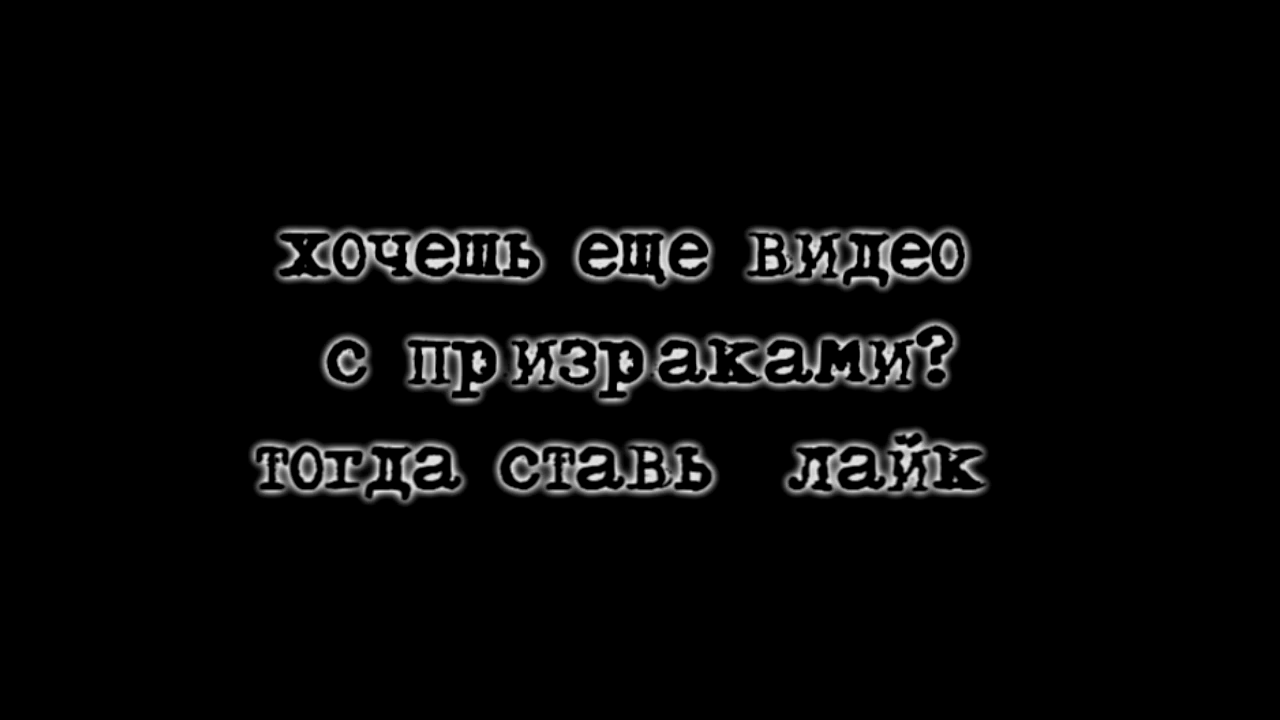 хочешь еще видео
с призраками?
тогда ставь лайк